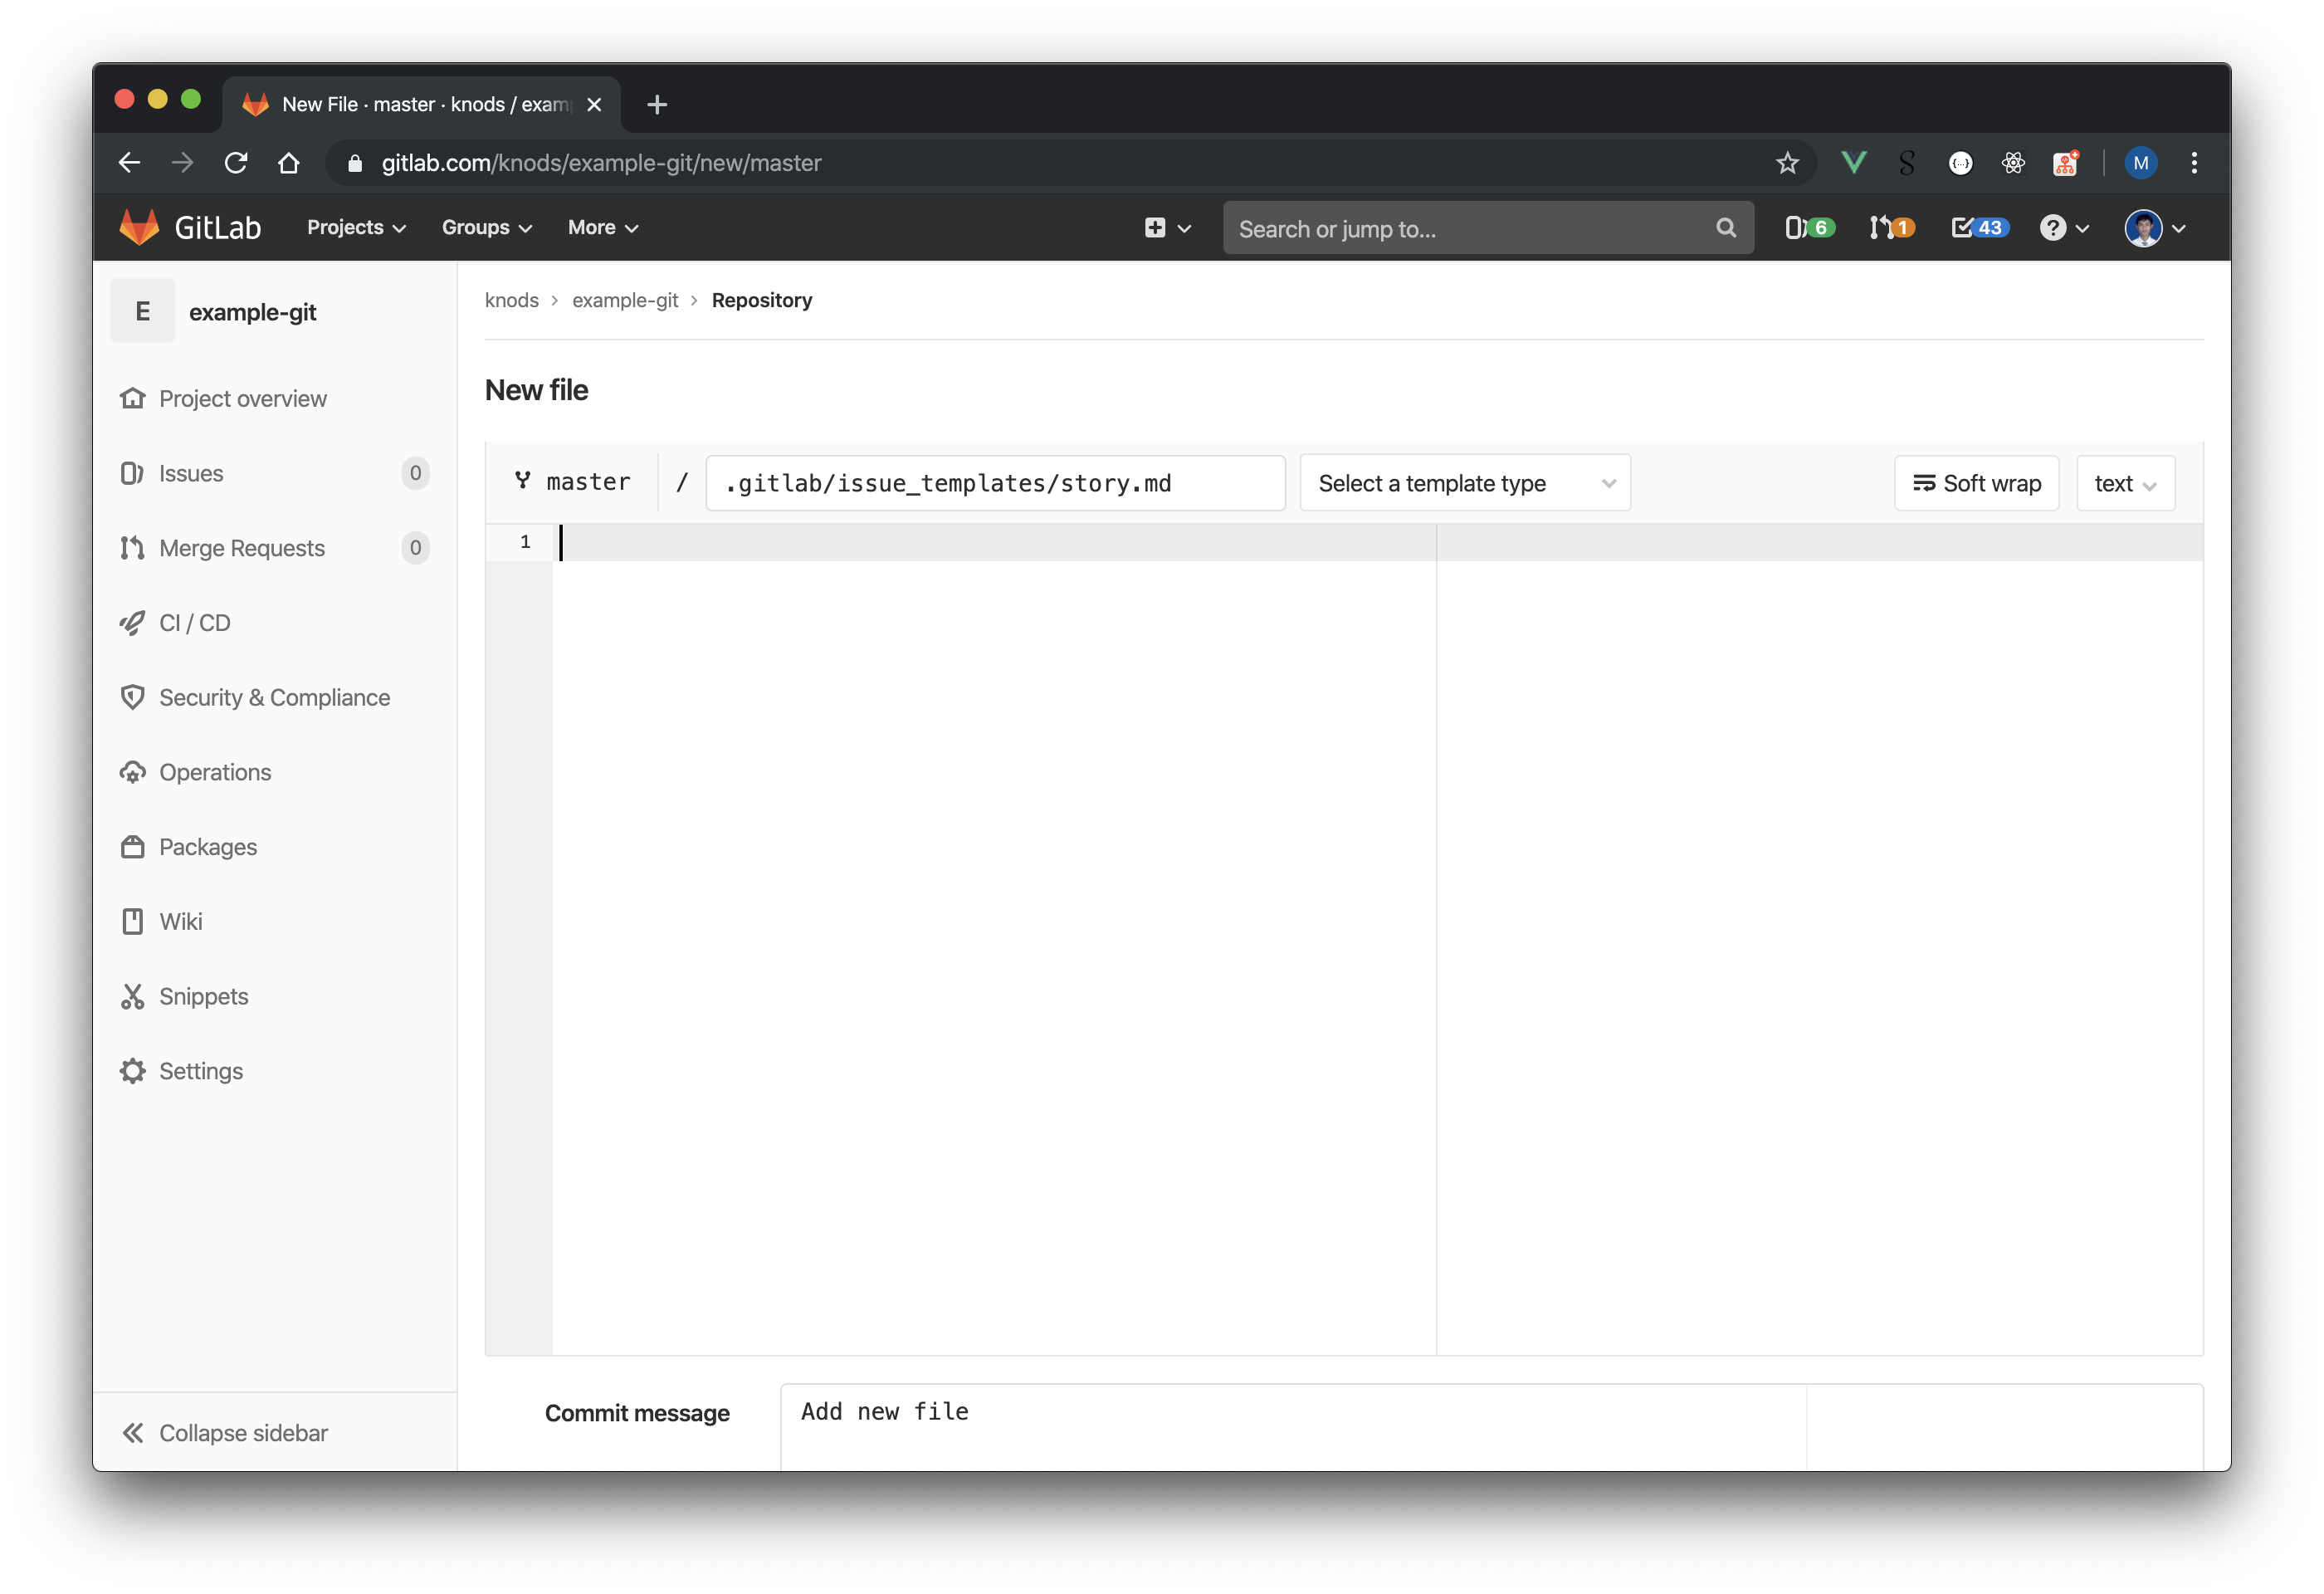 New File · master · knods / exam
gitlab.com/knods/example-git/new/master
M
GitLab
Projects
Groups
More
Search or jump to...
6
1
43
?
E
example-git
Project overview
Issues 0
Merge Requests 0
CI / CD
Security & Compliance
Operations
Packages
Wiki
Snippets
Settings
Collapse sidebar
knods > example-git > Repository
New file
master / .gitlab/issue_templates/story.md
Select a template type
Soft wrap
text
1
Commit message
Add new file